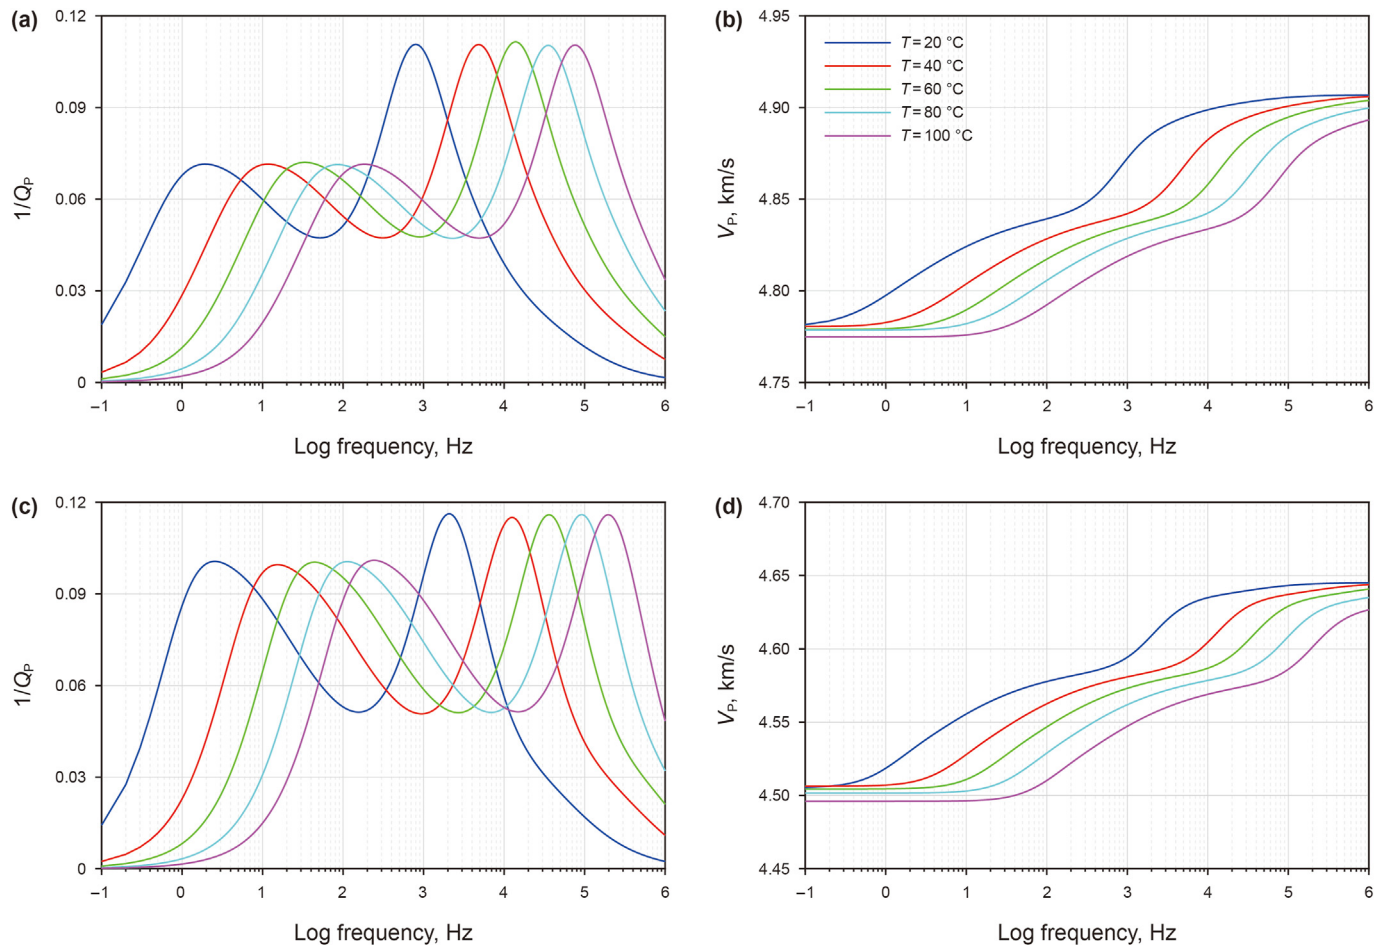 (a)
0.12
0.09
0.06
0.03
0
1/QP
–1 0 1 2 3 4 5 6
Log frequency, Hz
(b)
4.95
4.90
4.85
4.80
4.75
VP, km/s
T = 20 °C
T = 40 °C
T = 60 °C
T = 80 °C
T = 100 °C
–1 0 1 2 3 4 5 6
Log frequency, Hz
(c)
0.12
0.09
0.06
0.03
0
1/QP
–1 0 1 2 3 4 5 6
Log frequency, Hz
(d)
4.70
4.65
4.60
4.55
4.50
4.45
VP, km/s
–1 0 1 2 3 4 5 6
Log frequency, Hz